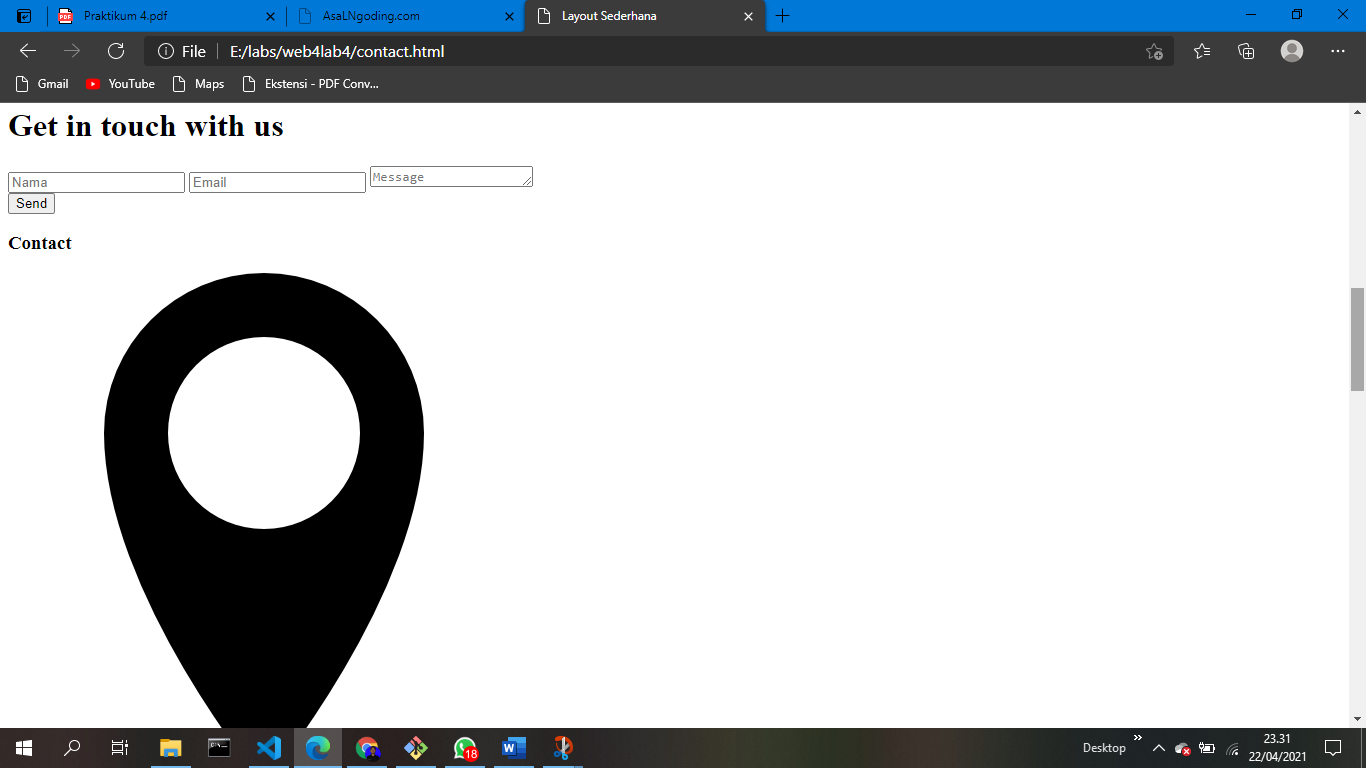 Praktikum 4.pdf
AsaLNgoding.com
Layout Sederhana
File
E:/labs/web4lab4/contact.html
Gmail
YouTube
Maps
Ekstensi - PDF Conv...
Get in touch with us
Nama
Email
Message
Send
Contact
18
Desktop
23.31
22/04/2021